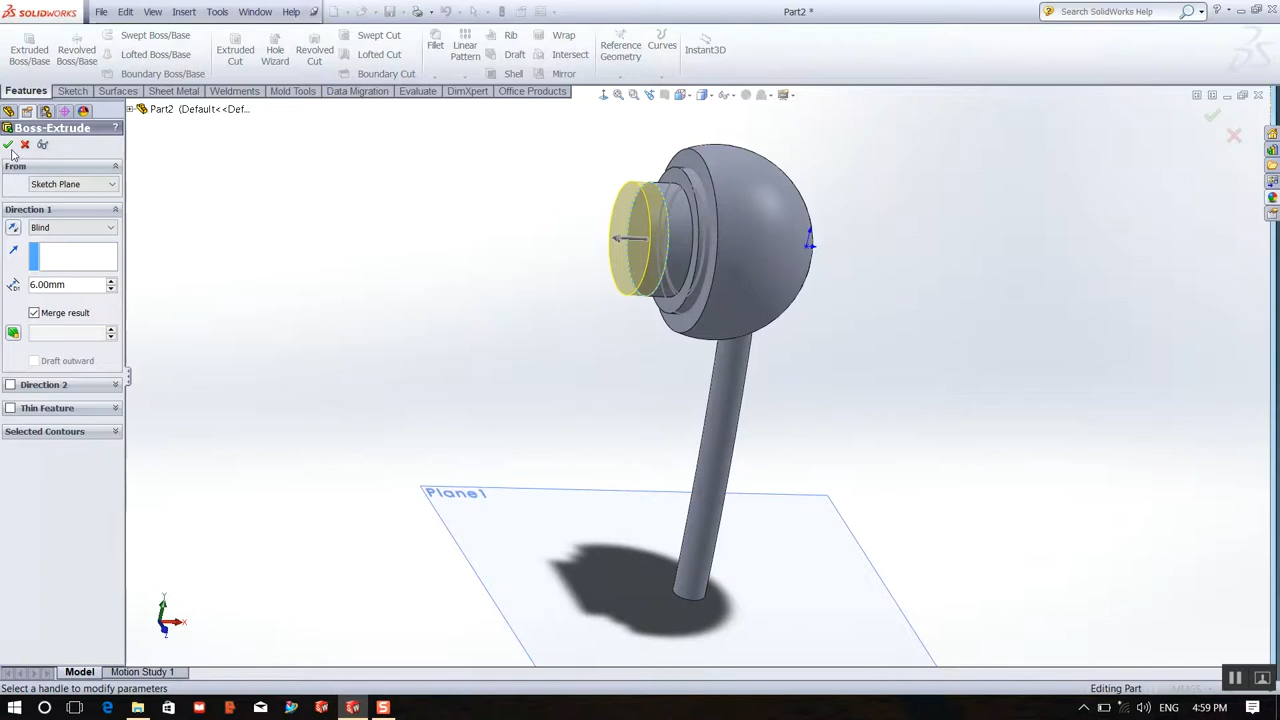 SOLIDWORKS
File Edit View Insert Tools Window Help
Part2 *
Search SolidWorks Help
Extruded Boss/Base
Revolved Boss/Base
Swept Boss/Base
Lofted Boss/Base
Boundary Boss/Base
Extruded Cut
Hole Wizard
Revolved Cut
Swept Cut
Lofted Cut
Boundary Cut
Fillet
Linear Pattern
Rib
Draft
Shell
Wrap
Intersect
Mirror
Reference Geometry
Curves
Instant3D
Features Sketch Surfaces Sheet Metal Weldments Mold Tools Data Migration Evaluate DimXpert Office Products
Part2 (Default<<Def...
Boss-Extrude ?
From
Sketch Plane
Direction 1
Blind
6.00mm
Merge result
Draft outward
Direction 2
Thin Feature
Selected Contours
Plane1
Y
X
Z
Model Motion Study 1
Select a handle to modify parameters
Editing Part
MMGS
ENG 4:59 PM